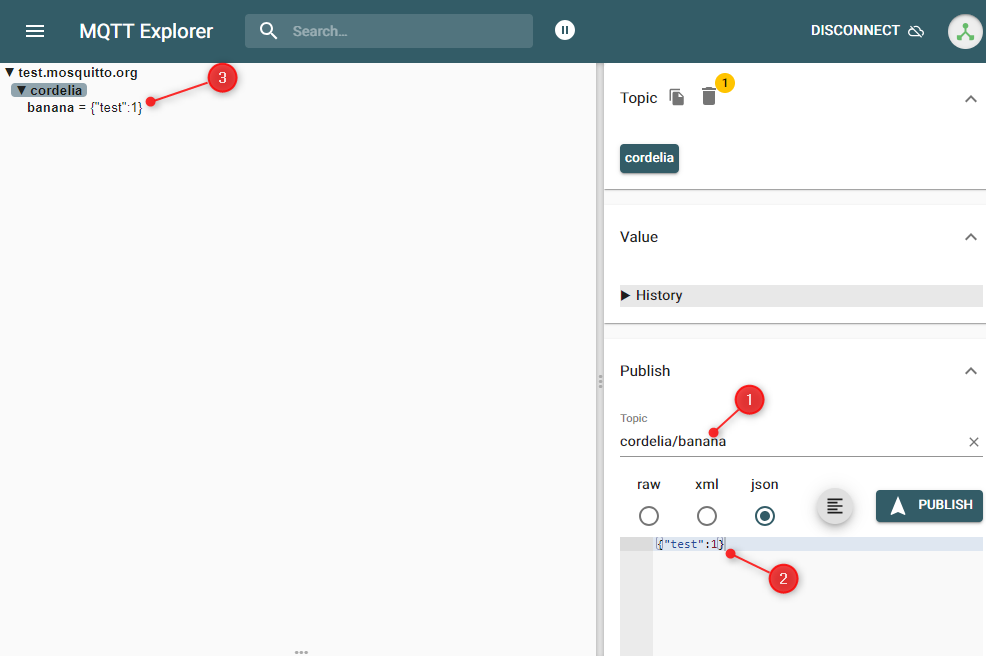 MQTT Explorer
Search...
DISCONNECT
▼ test.mosquitto.org
▼ cordelia
banana = {"test":1}
3
Topic
1
cordelia
Value
▶ History
Publish
1
Topic
cordelia/banana
raw xml json
PUBLISH
{"test":1}
2